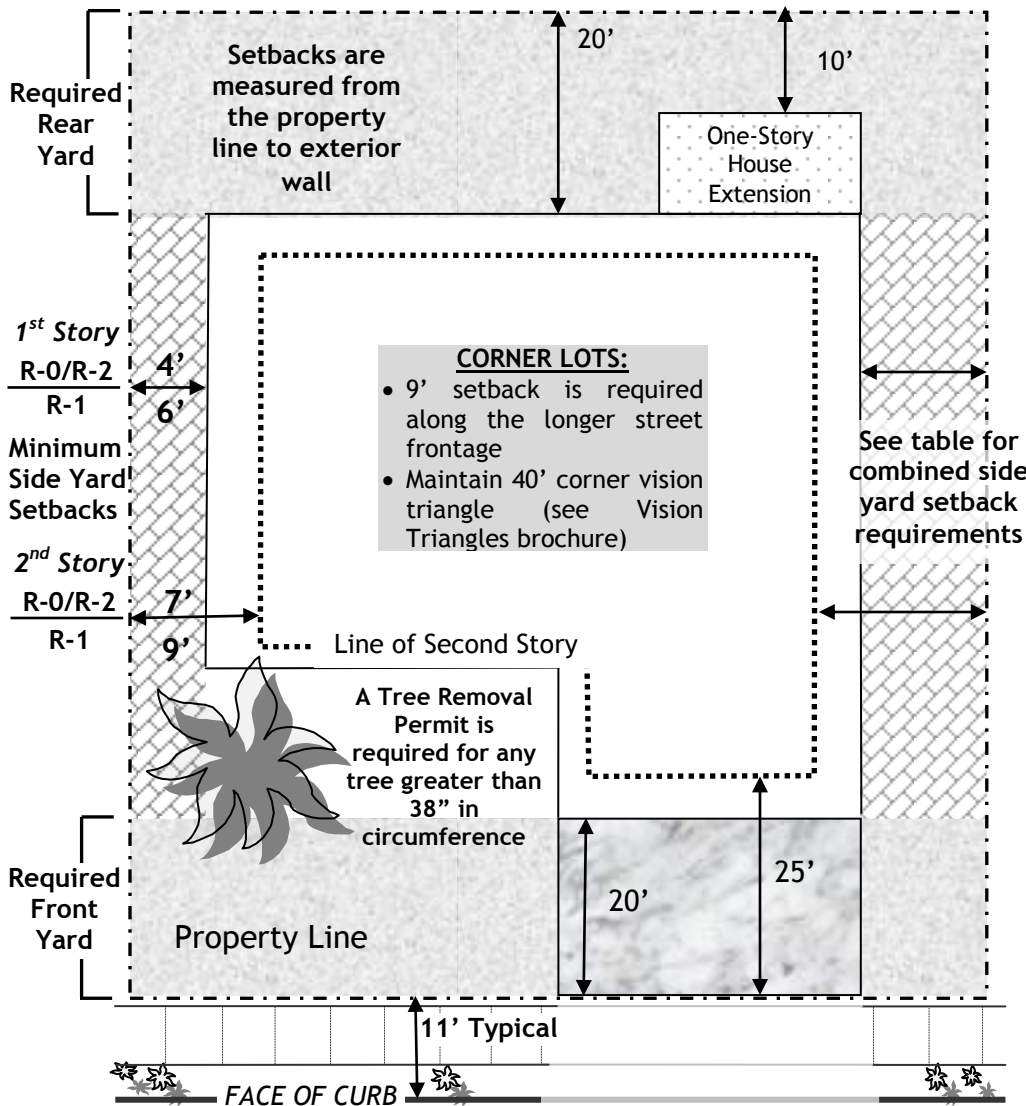 20’
10’
Setbacks are
measured from
the property
line to exterior
wall
Required
Rear
Yard
One-Story
House
Extension
1st Story
R-0/R-2
R-1
4’
6’
Minimum
Side Yard
Setbacks
2nd Story
R-0/R-2
R-1
7’
9’
CORNER LOTS:
• 9’ setback is required
along the longer street
frontage
• Maintain 40’ corner vision
triangle (see Vision
Triangles brochure)
See table for
combined side
yard setback
requirements
Line of Second Story
A Tree Removal
Permit is
required for any
tree greater than
38” in
circumference
Required
Front
Yard
Property Line
20’
25’
11’ Typical
FACE OF CURB